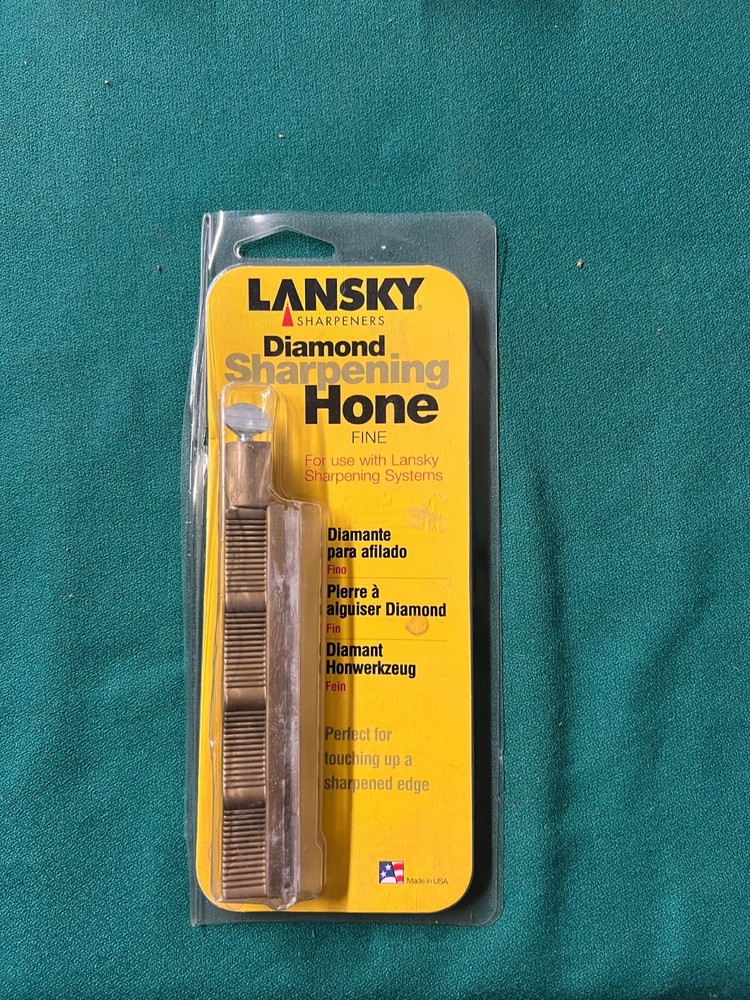 LANSKY®
SHARPENERS
Diamond
Sharpening
Hone
FINE
For use with Lansky
Sharpening Systems
Diamante
para afilado
Fino
Pierre à
alguiser Diamond
Fin
Diamant
Honwerkzeug
Fein
Perfect for
touching up a
sharpened edge
Made in USA